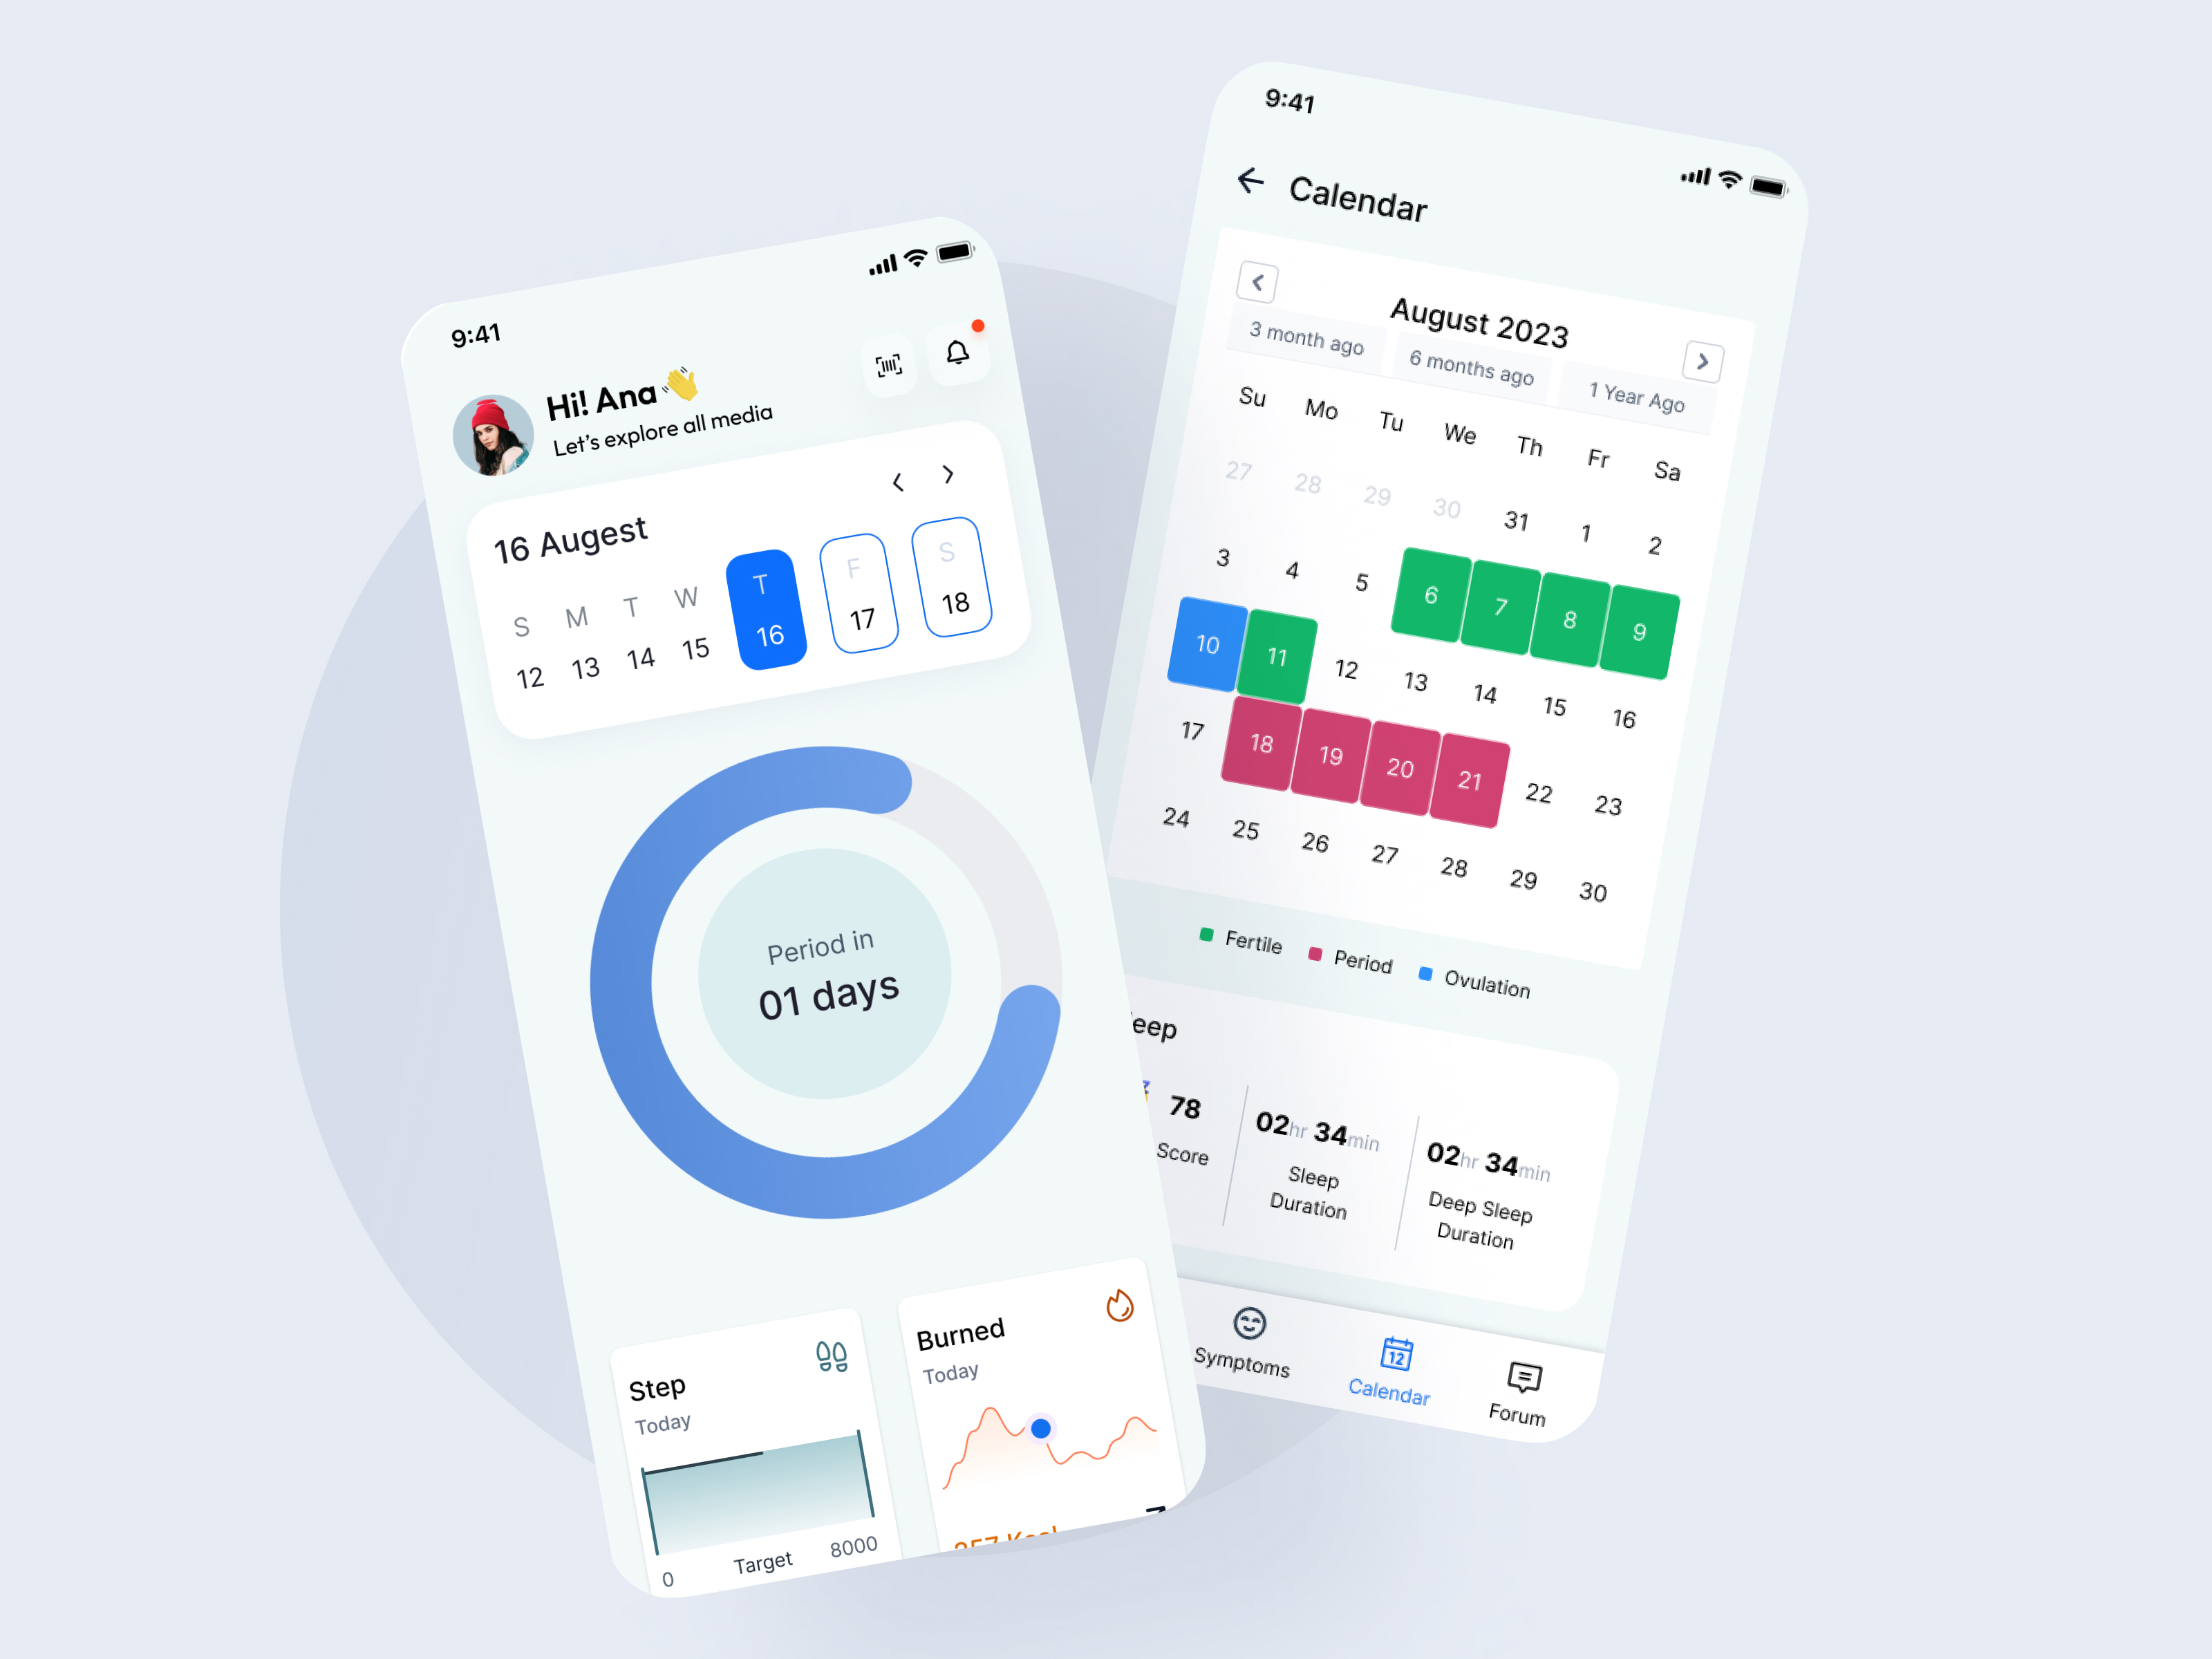 9:41
Hi! Ana
Let's explore all media
16 Augest
S M T W T F S
12 13 14 15 16 17 18
Period in
01 days
Step
Today
0 Target 8000
Burned
Today
9:41
Calendar
August 2023
3 month ago 6 months ago 1 Year Ago
Su Mo Tu We Th Fr Sa
27 28 29 30 31 1 2
3 4 5 6 7 8 9
10 11 12 13 14 15 16
17 18 19 20 21 22 23
24 25 26 27 28 29 30
Fertile Period Ovulation
eep
78
Score
02hr 34min
Sleep
Duration
02hr 34min
Deep Sleep
Duration
Symptoms
12
Calendar
Forum